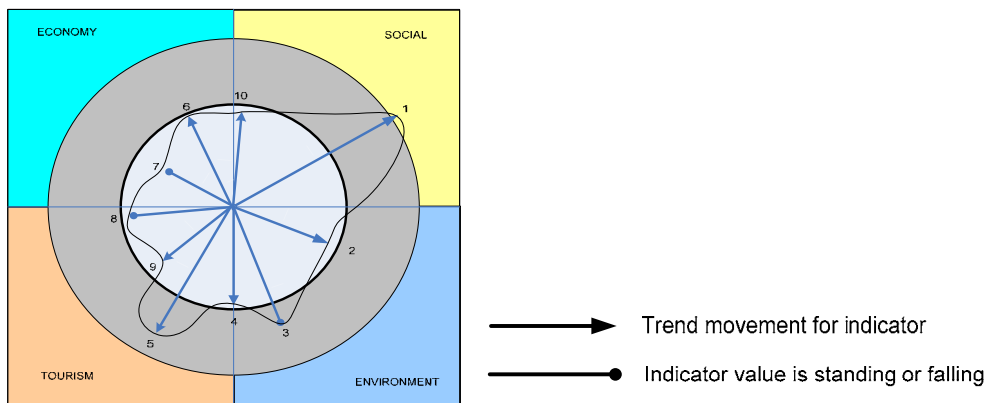 ECONOMY
SOCIAL
10
6
1
7
8
2
9
4
3
5
TOURISM
ENVIRONMENT
Trend movement for indicator
Indicator value is standing or falling